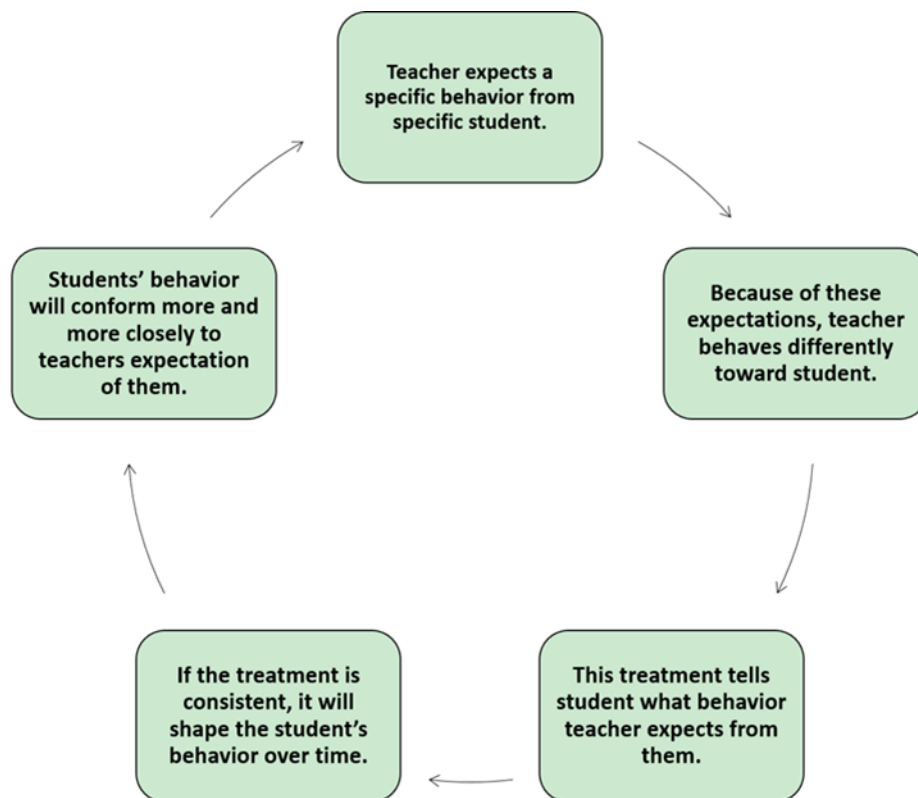 Teacher expects a
specific behavior from
specific student.
Because of these
expectations, teacher
behaves differently
toward student.
This treatment tells
student what behavior
teacher expects from
them.
If the treatment is
consistent, it will
shape the student’s
behavior over time.
Students’ behavior
will conform more and
more closely to
teachers expectation
of them.